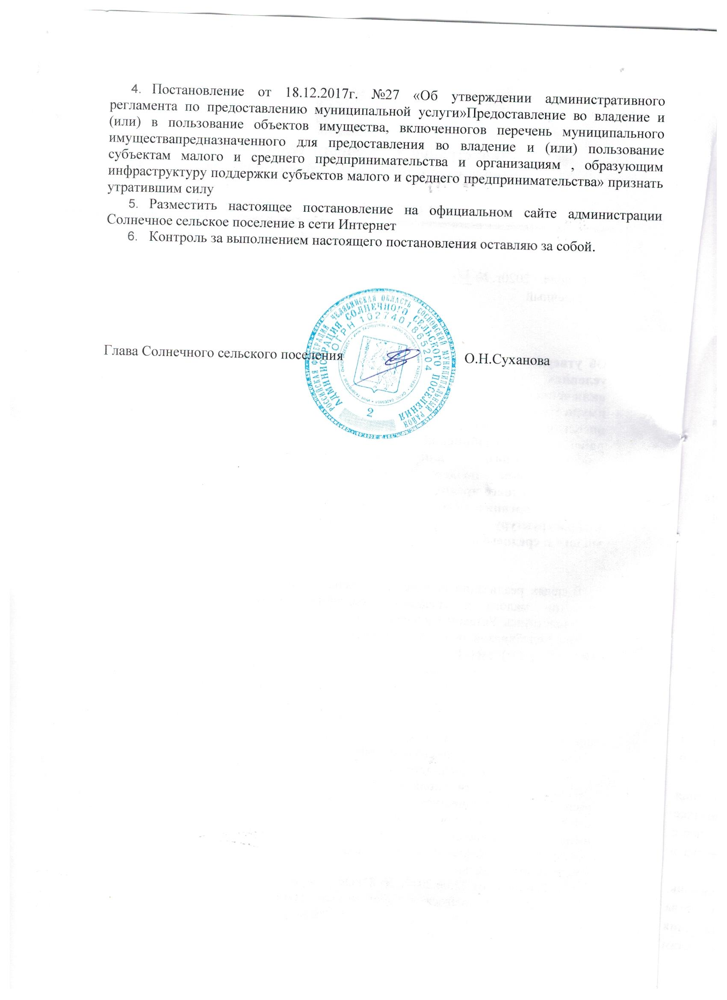 4. Постановление от 18.12.2017г. №27 «Об утверждении административного
регламента по предоставлению муниципальной услуги»Предоставление во владение и
(или) в пользование объектов имущества, включенногов перечень муниципального
имуществапредназначенного для предоставления во владение и (или) пользование
субъектам малого и среднего предпринимательства и организациям , образующим
инфраструктуру поддержки субъектов малого и среднего предпринимательства» признать
утратившим силу
5. Разместить настоящее постановление на официальном сайте администрации
Солнечное сельское поселение в сети Интернет
6. Контроль за выполнением настоящего постановления оставляю за собой.
Глава Солнечного сельского поселения
О.Н.Суханова
РОССИЙСКАЯ ФЕДЕРАЦИЯ ЧЕЛЯБИНСКАЯ ОБЛАСТЬ СОСНОВСКИЙ МУНИЦИПАЛЬНЫЙ РАЙОН
АДМИНИСТРАЦИЯ СОЛНЕЧНОГО СЕЛЬСКОГО ПОСЕЛЕНИЯ
ОГРН 1027401865204
2